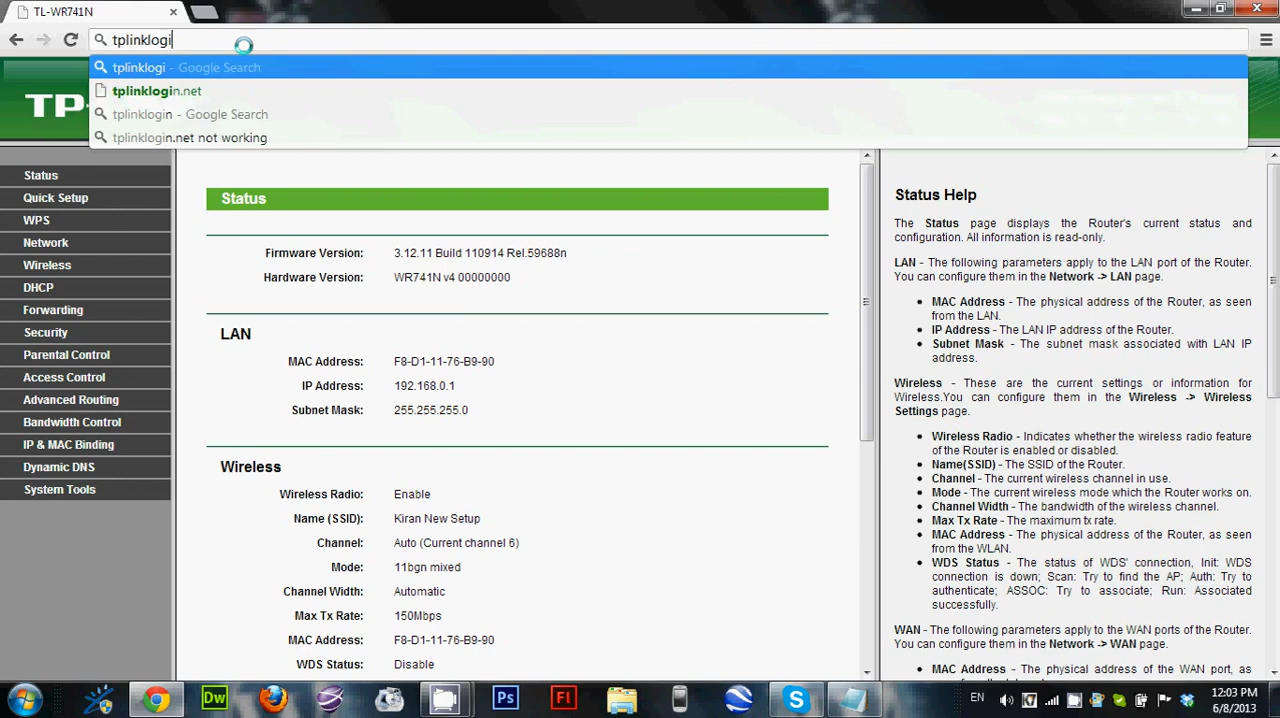 TL-WR741N
tplinklogi
tplinklogi - Google Search
tplinklogin.net
tplinklogin - Google Search
tplinklogin.net not working
TP-
Status
Quick Setup
WPS
Network
Wireless
DHCP
Forwarding
Security
Parental Control
Access Control
Advanced Routing
Bandwidth Control
IP & MAC Binding
Dynamic DNS
System Tools
Status
Firmware Version: 3.12.11 Build 110914 Rel.59688n
Hardware Version: WR741N v4 00000000
LAN
MAC Address: F8-D1-11-76-B9-90
IP Address: 192.168.0.1
Subnet Mask: 255.255.255.0
Wireless
Wireless Radio: Enable
Name (SSID): Kiran New Setup
Channel: Auto (Current channel 6)
Mode: 11bgn mixed
Channel Width: Automatic
Max Tx Rate: 150Mbps
MAC Address: F8-D1-11-76-B9-90
WDS Status: Disable
Status Help
The Status page displays the Router's current status and
configuration. All information is read-only.
LAN - The following parameters apply to the LAN port of the Router.
You can configure them in the Network -> LAN page.
• MAC Address - The physical address of the Router, as seen
from the LAN.
• IP Address - The LAN IP address of the Router.
• Subnet Mask - The subnet mask associated with LAN IP
address.
Wireless - These are the current settings or information for
Wireless.You can configure them in the Wireless -> Wireless
Settings page.
• Wireless Radio - Indicates whether the wireless radio feature
of the Router is enabled or disabled.
• Name(SSID) - The SSID of the Router.
• Channel - The current wireless channel in use.
• Mode - The current wireless mode which the Router works on.
• Channel Width - The bandwidth of the wireless channel.
• Max Tx Rate - The maximum tx rate.
• MAC Address - The physical address of the Router, as seen
from the WLAN.
• WDS Status - The status of WDS' connection, Init: WDS
connection is down; Scan: Try to find the AP; Auth: Try to
authenticate; ASSOC: Try to associate; Run: Associated
successfully.
WAN - The following parameters apply to the WAN ports of the Router.
You can configure them in the Network -> WAN page.
• MAC Address - The physical address of the WAN port, as
Dw
Ps
Fl
S
EN
12:03 PM
6/8/2013